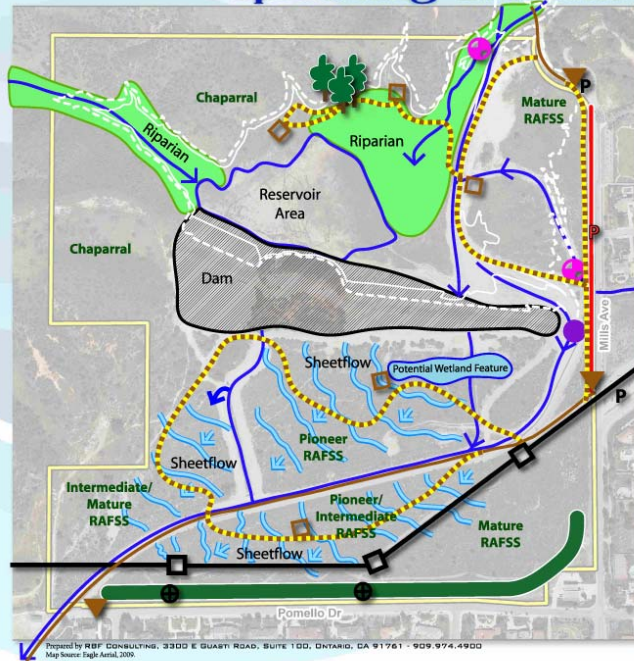 Chaparral
Mature
RAFSS
P
Riparian
Riparian
Reservoir
Area
P
Chaparral
Dam
Mills Ave
Sheetflow
Potential Wetland Feature
P
Pioneer
RAFSS
Sheetflow
Intermediate/
Mature
RAFSS
Pioneer/
Intermediate
RAFSS
Mature
RAFSS
Sheetflow
Pomello Dr
Prepared by RBF CONSULTING, 3300 E GUASTI ROAD, SUITE 100, ONTARIO, CA 91761 - 909.974.4900
Map Source: Eagle Aerial, 2009.